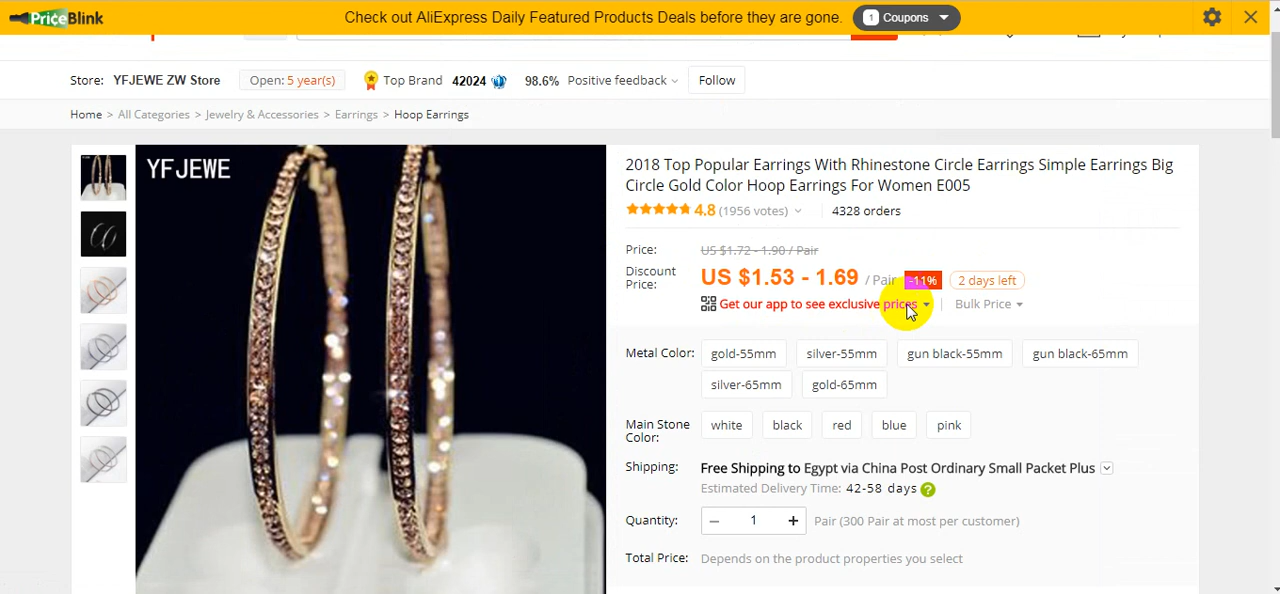 PriceBlink
Check out AliExpress Daily Featured Products Deals before they are gone.
1 Coupons
Store: YFJEWE ZW Store
Open: 5 year(s)
Top Brand 42024
98.6% Positive feedback
Follow
Home > All Categories > Jewelry & Accessories > Earrings > Hoop Earrings
YFJEWE
2018 Top Popular Earrings With Rhinestone Circle Earrings Simple Earrings Big
Circle Gold Color Hoop Earrings For Women E005
4.8 (1956 votes)
4328 orders
Price: US $1.72 - 1.90 / Pair
Discount
Price:
US $1.53 - 1.69 / Pair -11% 2 days left
Get our app to see exclusive prices
Bulk Price
Metal Color: gold-55mm silver-55mm gun black-55mm gun black-65mm
silver-65mm gold-65mm
Main Stone
Color:
white black red blue pink
Shipping: Free Shipping to Egypt via China Post Ordinary Small Packet Plus
Estimated Delivery Time: 42-58 days ?
Quantity: − 1 + Pair (300 Pair at most per customer)
Total Price: Depends on the product properties you select